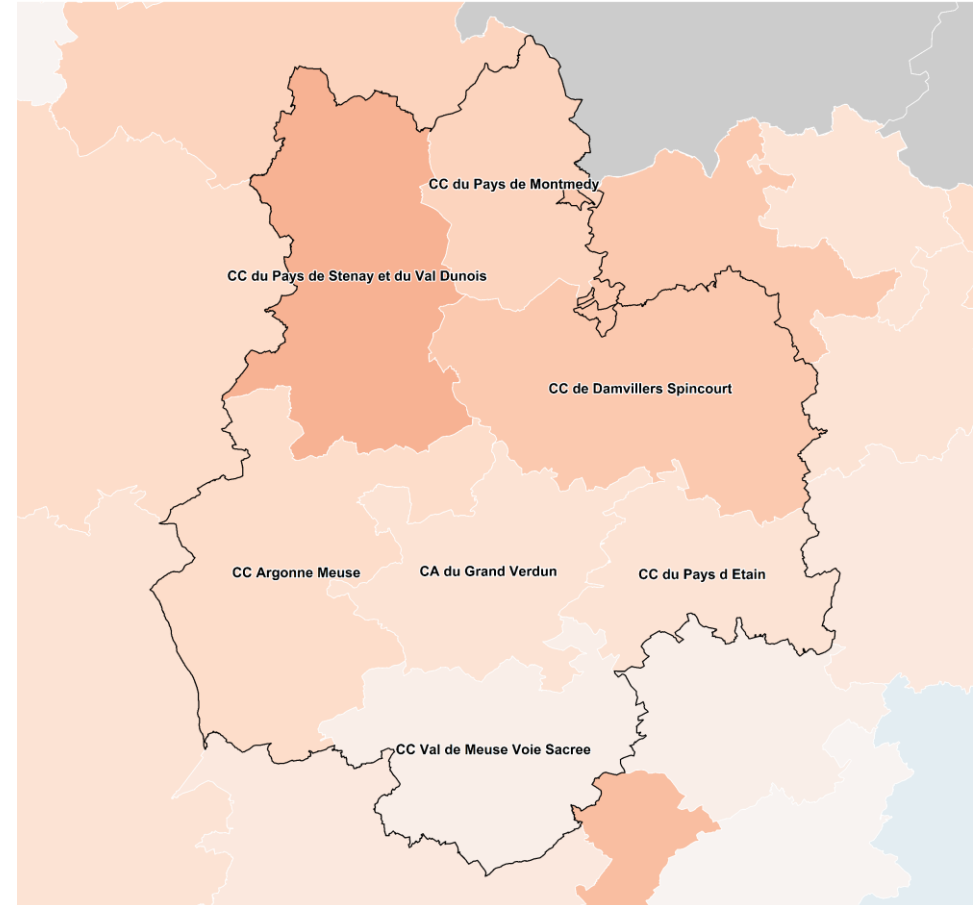 CC du Pays de Montmedy
CC du Pays de Stenay et du Val Dunois
CC de Damvillers Spincourt
CC Argonne Meuse
CA du Grand Verdun
CC du Pays d Etain
CC Val de Meuse Voie Sacree